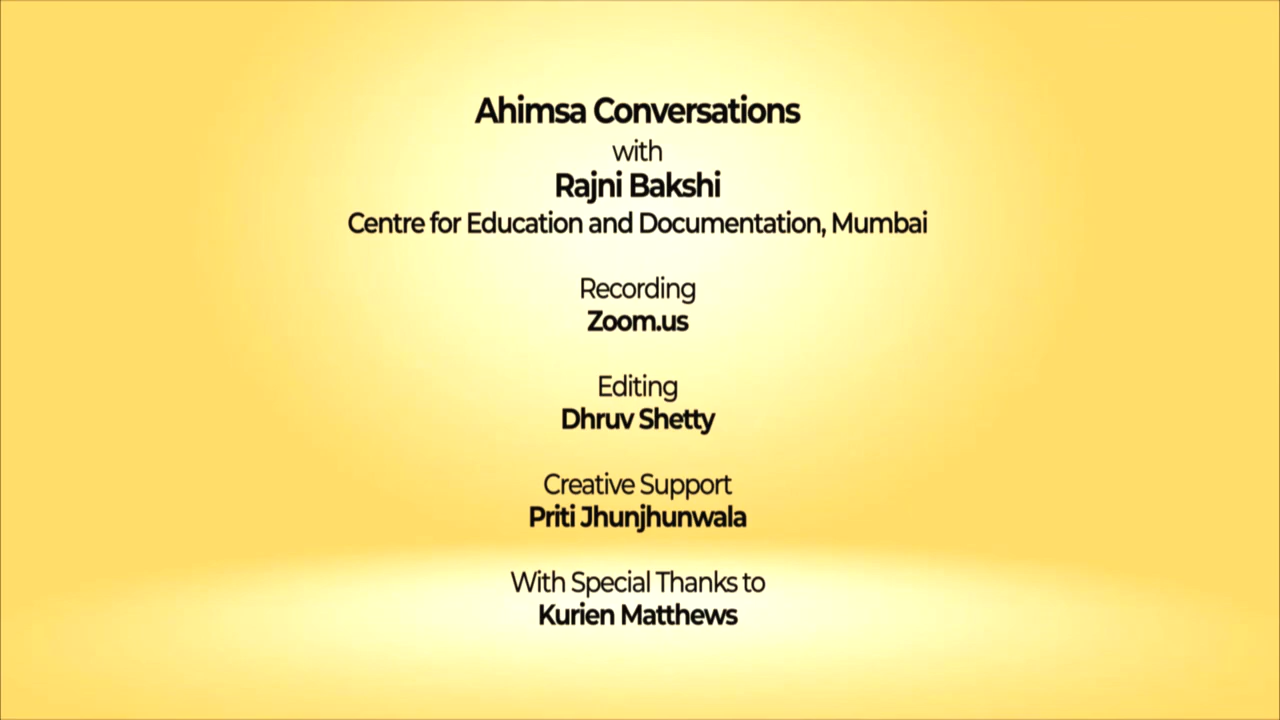 Ahimsa Conversations
with
Rajni Bakshi
Centre for Education and Documentation, Mumbai
Recording
Zoom.us
Editing
Dhruv Shetty
Creative Support
Priti Jhunjhunwala
With Special Thanks to
Kurien Matthews